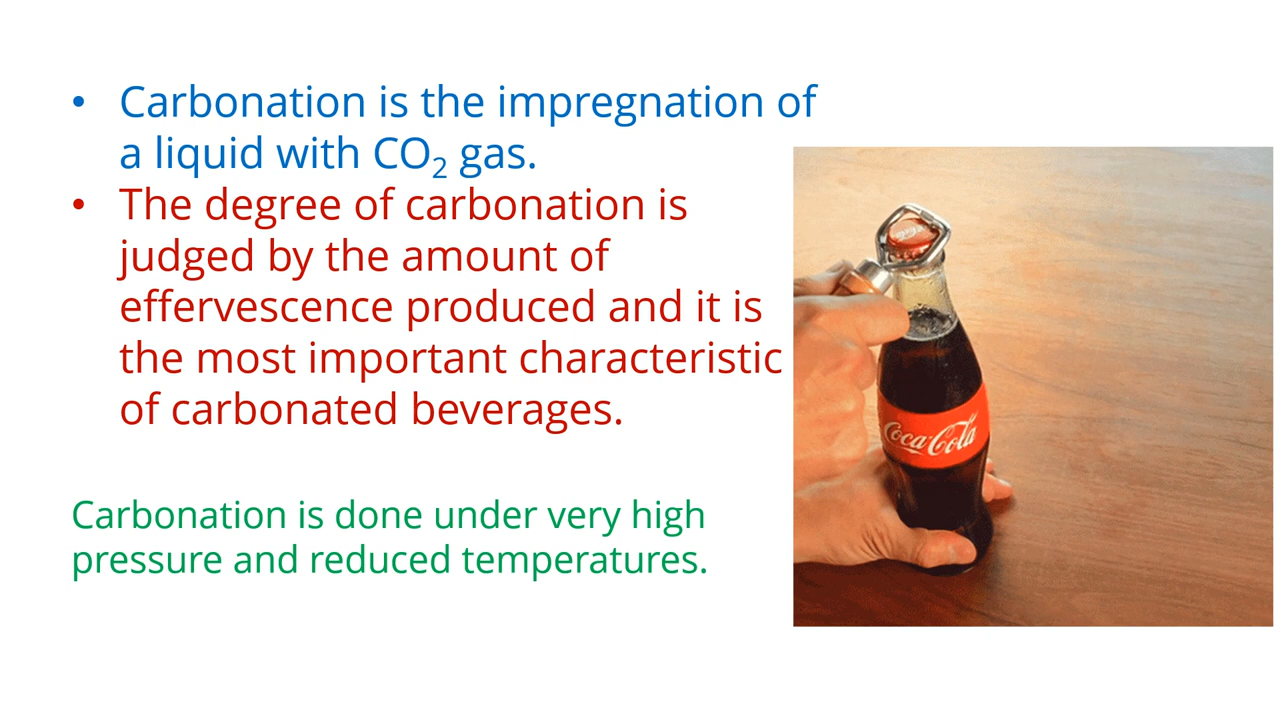 • Carbonation is the impregnation of
a liquid with CO₂ gas.
• The degree of carbonation is
judged by the amount of
effervescence produced and it is
the most important characteristic
of carbonated beverages.
Carbonation is done under very high
pressure and reduced temperatures.
Coca-Cola